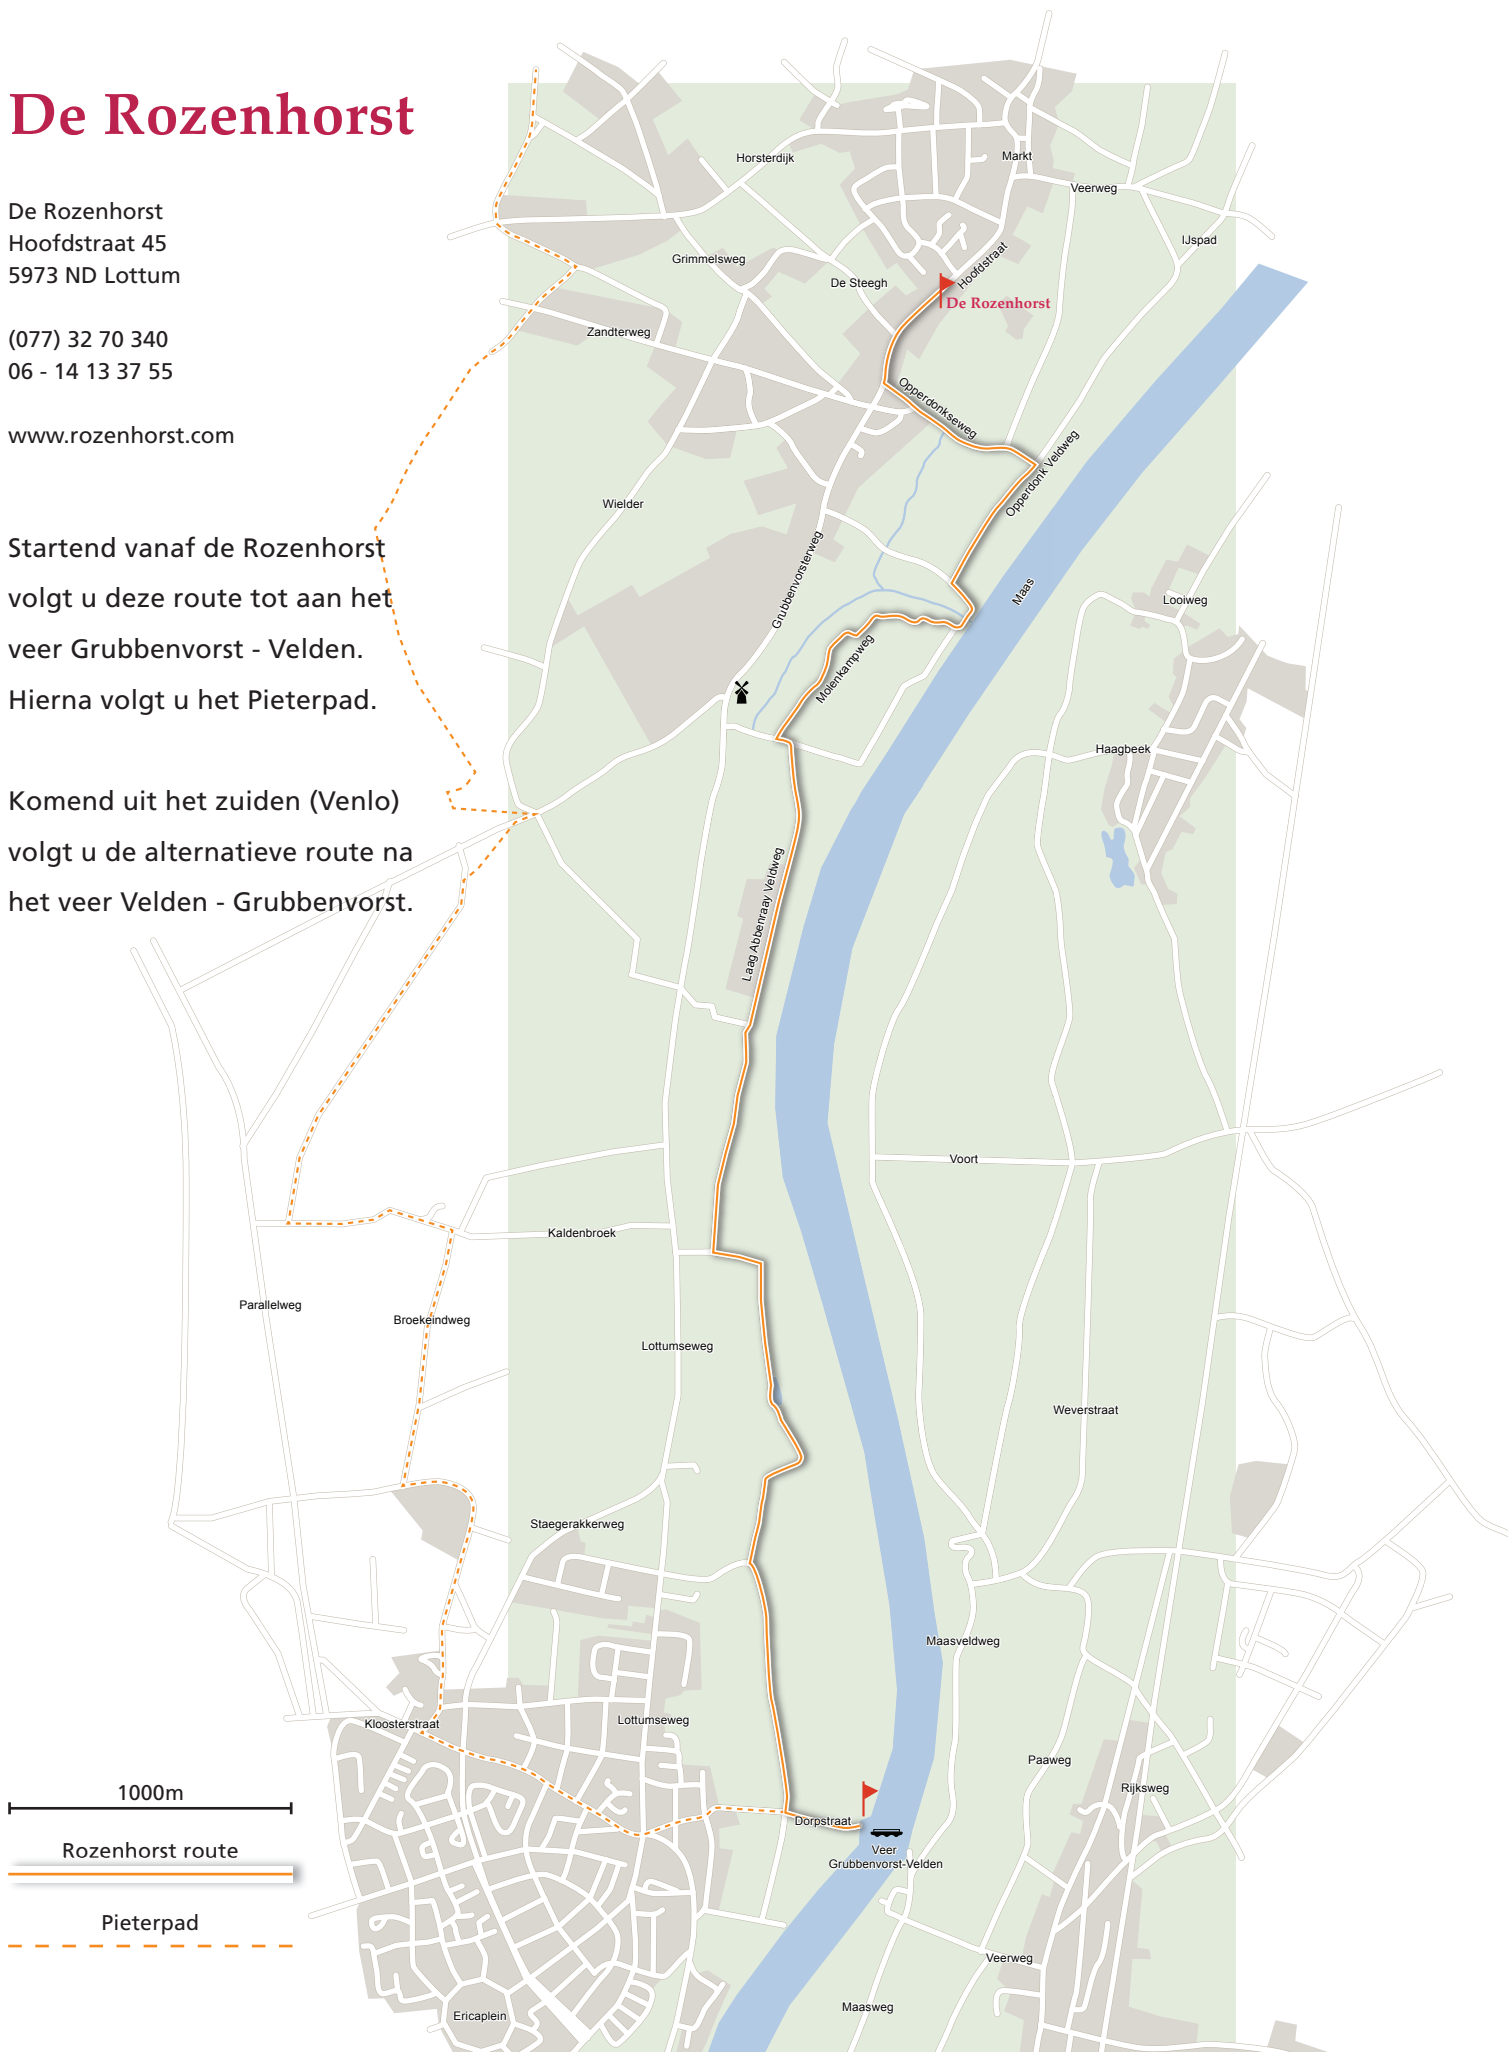 De Rozenhorst
De Rozenhorst
Hoofdstraat 45
5973 ND Lottum
(077) 32 70 340
06 - 14 13 37 55
www.rozenhorst.com
Startend vanaf de Rozenhorst
volgt u deze route tot aan het
veer Grubbenvorst - Velden.
Hierna volgt u het Pieterpad.
Komend uit het zuiden (Venlo)
volgt u de alternatieve route na
het veer Velden - Grubbenvorst.
Horsterdijk
Markt
Veerweg
IJspad
Grimmelsweg
De Steegh
Hoofdstraat
De Rozenhorst
Zandterweg
Opperdonkseweg
Opperdonk Veldweg
Wielder
Grubbenvorsterweg
Maas
Looiweg
Molenkampweg
Haagbeek
Laag Abbenraay Veldweg
Voort
Kaldenbroek
Parallelweg
Broekeindweg
Lottumseweg
Weverstraat
Staegerakkerweg
Maasveldweg
Kloosterstraat
Lottumseweg
Paaweg
Rijksweg
Dorpstraat
Veer
Grubbenvorst-Velden
Veerweg
Maasweg
Ericaplein
1000m
Rozenhorst route
Pieterpad